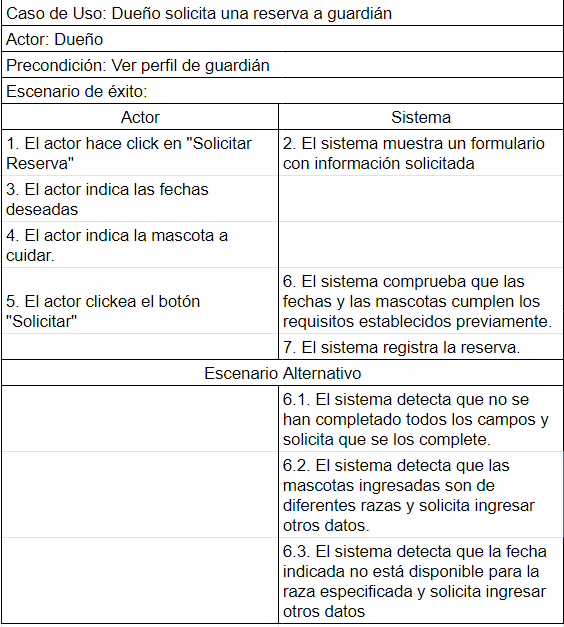 Caso de Uso: Dueño solicita una reserva a guardián
Actor: Dueño
Precondición: Ver perfil de guardián
Escenario de éxito:
Actor
Sistema
1. El actor hace click en "Solicitar
Reserva"
2. El sistema muestra un formulario
con información solicitada
3. El actor indica las fechas
deseadas
4. El actor indica la mascota a
cuidar.
5. El actor clickea el botón
"Solicitar"
6. El sistema comprueba que las
fechas y las mascotas cumplen los
requisitos establecidos previamente.
7. El sistema registra la reserva.
Escenario Alternativo
6.1. El sistema detecta que no se
han completado todos los campos y
solicita que se los complete.
6.2. El sistema detecta que las
mascotas ingresadas son de
diferentes razas y solicita ingresar
otros datos.
6.3. El sistema detecta que la fecha
indicada no está disponible para la
raza especificada y solicita ingresar
otros datos